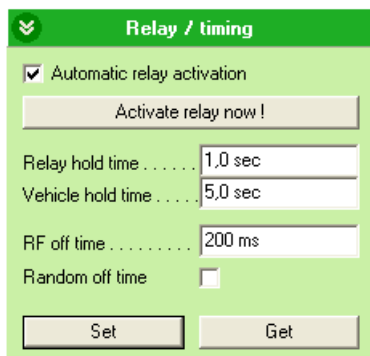 Relay / timing
Automatic relay activation
Activate relay now !
Relay hold time . . . . . . 1,0 sec
Vehicle hold time . . . . . 5,0 sec
RF off time . . . . . . . . . 200 ms
Random off time
Set Get